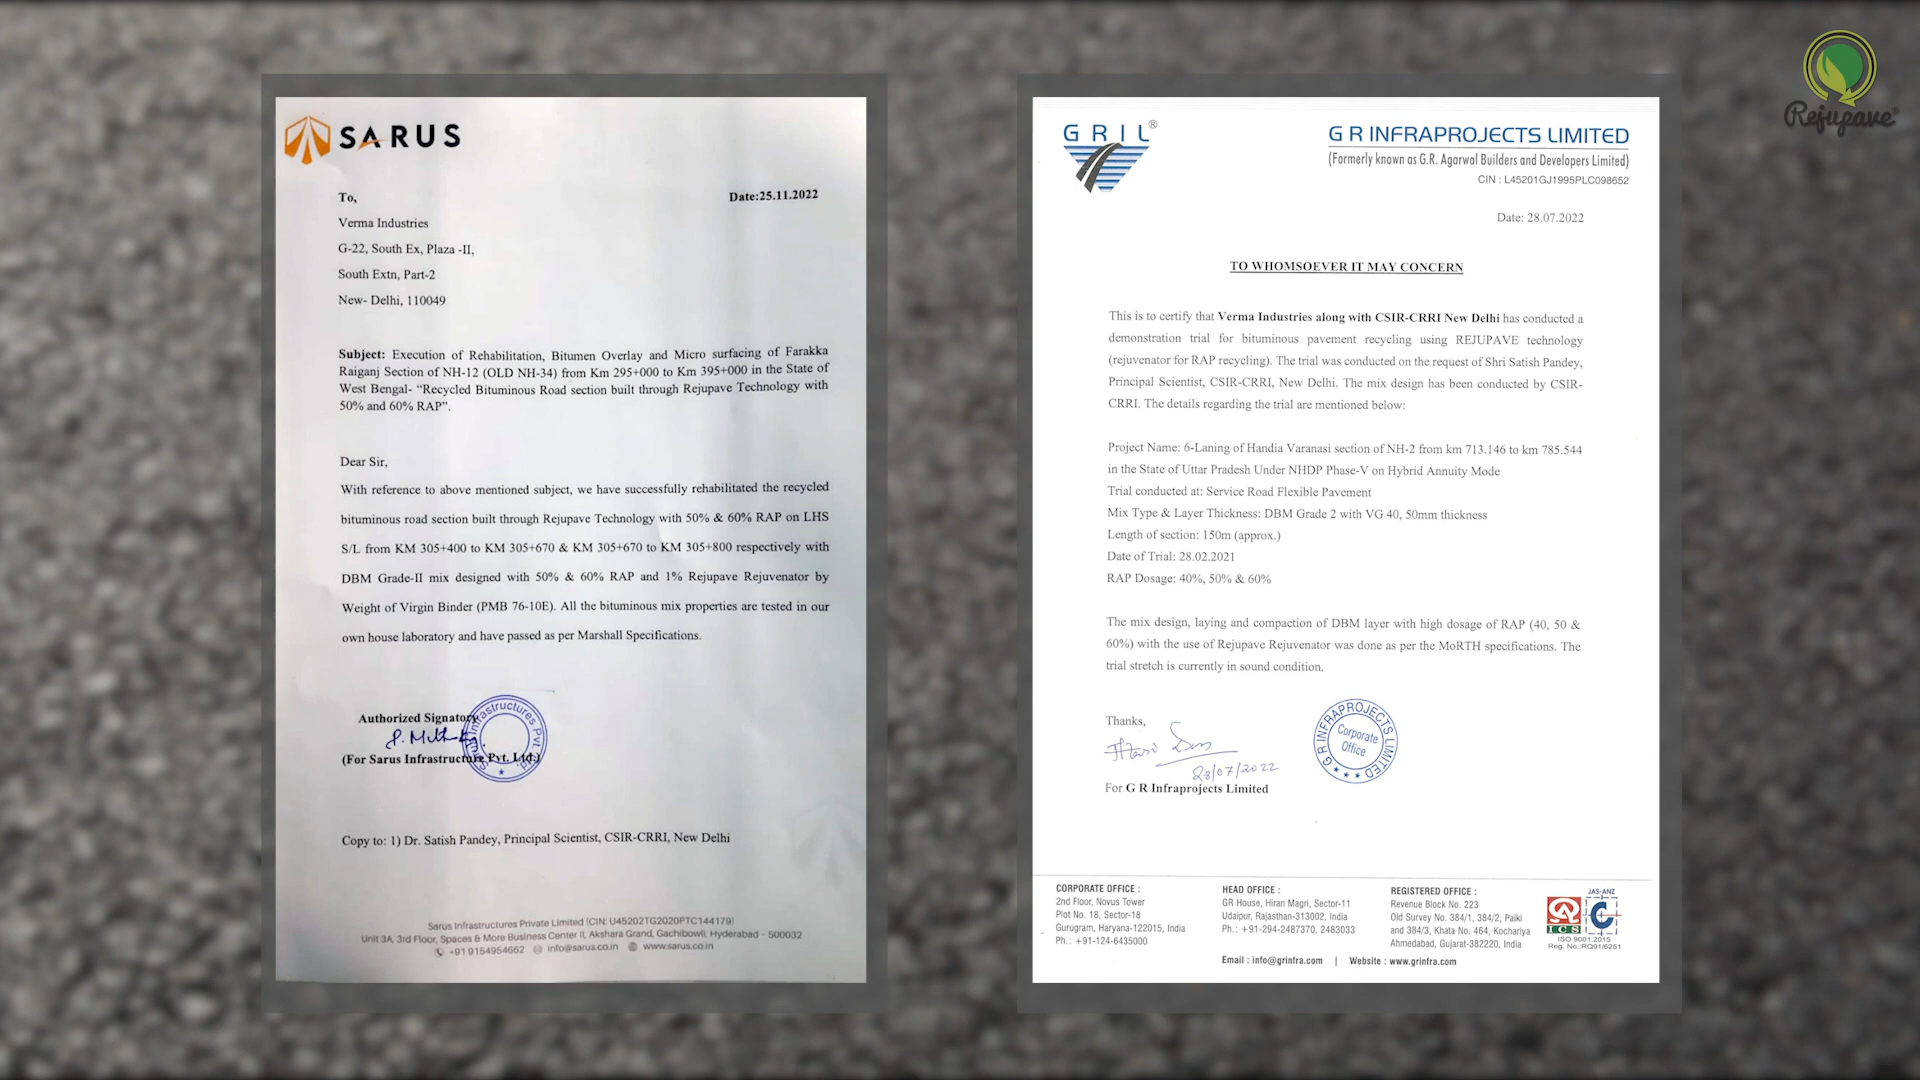 SARUS
To,
Date:25.11.2022
Verma Industries
G-22, South Ex, Plaza -II,
South Extn, Part-2
New- Delhi, 110049
Subject: Execution of Rehabilitation, Bitumen Overlay and Micro surfacing of Farakka
Raiganj Section of NH-12 (OLD NH-34) from Km 295+000 to Km 395+000 in the State of
West Bengal- “Recycled Bituminous Road section built through Rejupave Technology with
50% and 60% RAP”.
Dear Sir,
With reference to above mentioned subject, we have successfully rehabilitated the recycled
bituminous road section built through Rejupave Technology with 50% & 60% RAP on LHS
S/L from KM 305+400 to KM 305+670 & KM 305+670 to KM 305+800 respectively with
DBM Grade-II mix designed with 50% & 60% RAP and 1% Rejupave Rejuvenator by
Weight of Virgin Binder (PMB 76-10E). All the bituminous mix properties are tested in our
own house laboratory and have passed as per Marshall Specifications.
Authorized Signatory
(For Sarus Infrastructure Pvt. Ltd.)
Copy to: 1) Dr. Satish Pandey, Principal Scientist, CSIR-CRRI, New Delhi
Sarus Infrastructures Private Limited (CIN: U45202TG2020PTC144179)
Unit 3A, 3rd Floor, Spaces & More Business Center II, Akshara Grand, Gachibowli, Hyderabad - 500032
+91 9154954662 info@sarus.co.in www.sarus.co.in
GRIL®
G R INFRAPROJECTS LIMITED
(Formerly known as G.R. Agarwal Builders and Developers Limited)
CIN : L45201GJ1995PLC098652
Date: 28.07.2022
TO WHOMSOEVER IT MAY CONCERN
This is to certify that Verma Industries along with CSIR-CRRI New Delhi has conducted a
demonstration trial for bituminous pavement recycling using REJUPAVE technology
(rejuvenator for RAP recycling). The trial was conducted on the request of Shri Satish Pandey,
Principal Scientist, CSIR-CRRI, New Delhi. The mix design has been conducted by CSIR-
CRRI. The details regarding the trial are mentioned below:
Project Name: 6-Laning of Handia Varanasi section of NH-2 from km 713.146 to km 785.544
in the State of Uttar Pradesh Under NHDP Phase-V on Hybrid Annuity Mode
Trial conducted at: Service Road Flexible Pavement
Mix Type & Layer Thickness: DBM Grade 2 with VG 40, 50mm thickness
Length of section: 150m (approx.)
Date of Trial: 28.02.2021
RAP Dosage: 40%, 50% & 60%
The mix design, laying and compaction of DBM layer with high dosage of RAP (40, 50 &
60%) with the use of Rejupave Rejuvenator was done as per the MoRTH specifications. The
trial stretch is currently in sound condition.
Thanks,
28/07/2022
For G R Infraprojects Limited
G R INFRAPROJECTS LIMITED
Corporate
Office
CORPORATE OFFICE :
2nd Floor, Novus Tower
Plot No. 18, Sector-18
Gurugram, Haryana-122015, India
Ph.: +91-124-6435000
HEAD OFFICE :
GR House, Hiran Magri, Sector-11
Udaipur, Rajasthan-313002, India
Ph.: +91-294-2487370, 2483033
REGISTERED OFFICE :
Revenue Block No. 223
Old Survey No. 384/1, 384/2, Paiki
and 384/3, Khata No. 464, Kochariya
Ahmedabad, Gujarat-382220, India
JAS-ANZ
ICS
ISO 9001:2015
Reg. No.:RQ91/6251
Email : info@grinfra.com | Website : www.grinfra.com
Rejupave®